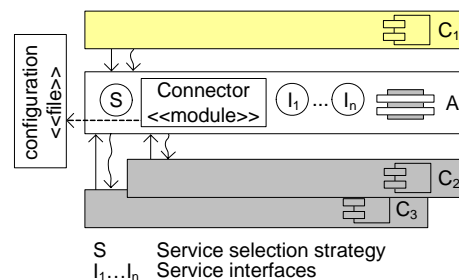 C1
configuration
<<file>>
S
Connector
<<module>>
I1 ... In
A
C2
C3
S Service selection strategy
I1...In Service interfaces